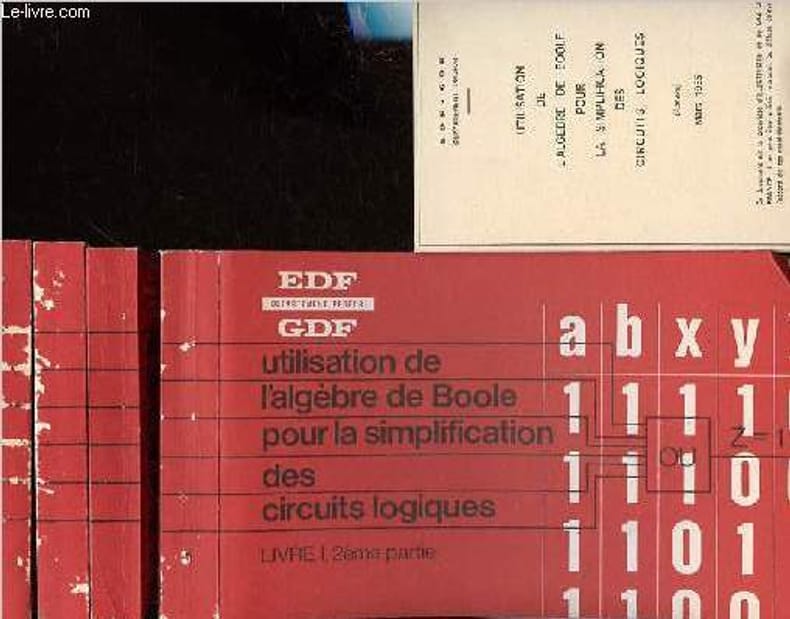 Le-livre.com
EDF
GDF
utilisation de
l'algèbre de Boole
pour la simplification
des
circuits logiques
LIVRE I, 2ème partie
a b x y
1 1 1 1
1 1 1 0
1 1 0 1
1 1 0 0
OU
Z = 1
UTILISATION
DE
L'ALGEBRE DE BOOLE
POUR
LA SIMPLIFICATION
DES
CIRCUITS LOGIQUES